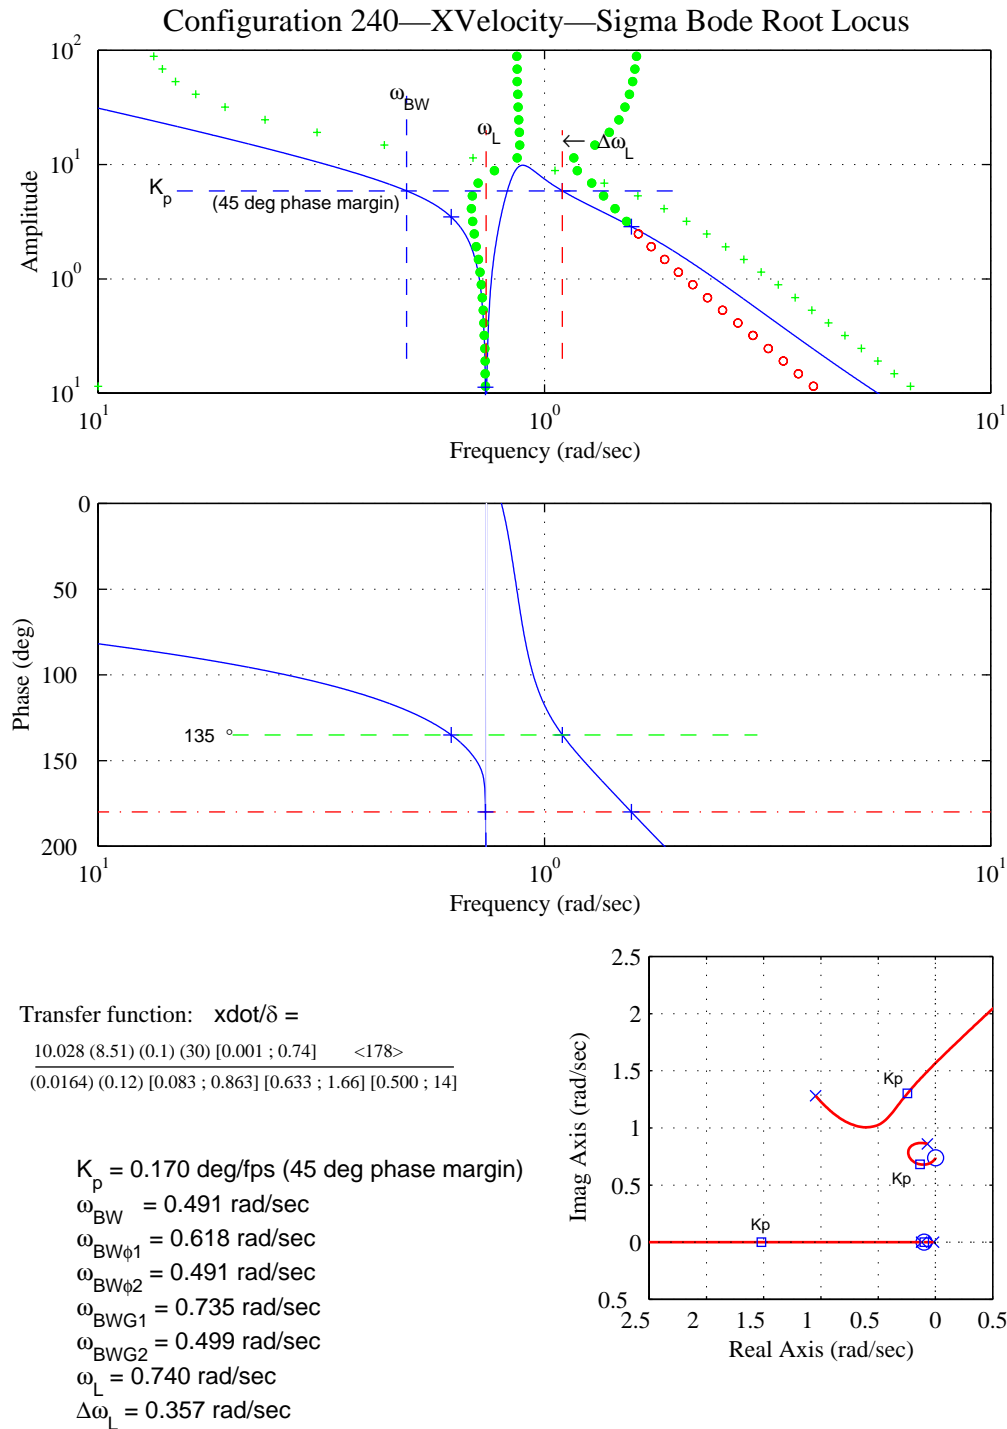 Configuration 240—XVelocity—Sigma Bode Root Locus
10²
10¹
10⁰
10¹
Amplitude
ω_BW
ω_L
← Δω_L
K_p
(45 deg phase margin)
10¹
10⁰
10¹
Frequency (rad/sec)
0
50
100
150
200
Phase (deg)
135 °
10¹
10⁰
10¹
Frequency (rad/sec)
Transfer function: xdot/δ =
10.028 (8.51) (0.1) (30) [0.001 ; 0.74] <178>
(0.0164) (0.12) [0.083 ; 0.863] [0.633 ; 1.66] [0.500 ; 14]
K_p = 0.170 deg/fps (45 deg phase margin)
ω_BW = 0.491 rad/sec
ω_BWϕ1 = 0.618 rad/sec
ω_BWϕ2 = 0.491 rad/sec
ω_BWG1 = 0.735 rad/sec
ω_BWG2 = 0.499 rad/sec
ω_L = 0.740 rad/sec
Δω_L = 0.357 rad/sec
2.5
2
1.5
1
0.5
0
0.5
Imag Axis (rad/sec)
Kp
Kp
Kp
2.5 2 1.5 1 0.5 0 0.5
Real Axis (rad/sec)